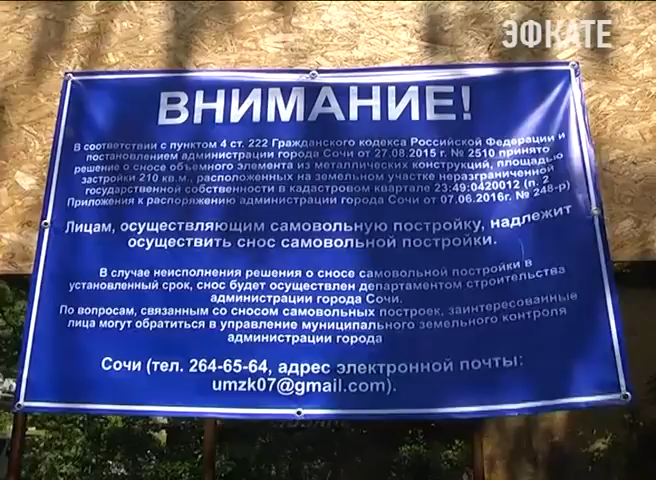 ЭФКАТЕ
ВНИМАНИЕ!
В соответствии с пунктом 4 ст. 222 Гражданского кодекса Российской Федерации и
постановлением администрации города Сочи от 27.08.2015 г. № 2510 принято
решение о сносе объемного элемента из металлических конструкций, площадью
застройки 210 кв.м., расположенных на земельном участке неразграниченной
государственной собственности в кадастровом квартале 23:49:0420012 (п. 2
Приложения к распоряжению администрации города Сочи от 07.06.2016г. № 248-р)
Лицам, осуществляющим самовольную постройку, надлежит
осуществить снос самовольной постройки.
В случае неисполнения решения о сносе самовольной постройки в
установленный срок, снос будет осуществлен департаментом строительства
администрации города Сочи.
По вопросам, связанным со сносом самовольных построек, заинтересованные
лица могут обратиться в управление муниципального земельного контроля
администрации города
Сочи (тел. 264-65-64, адрес электронной почты:
umzk07@gmail.com).